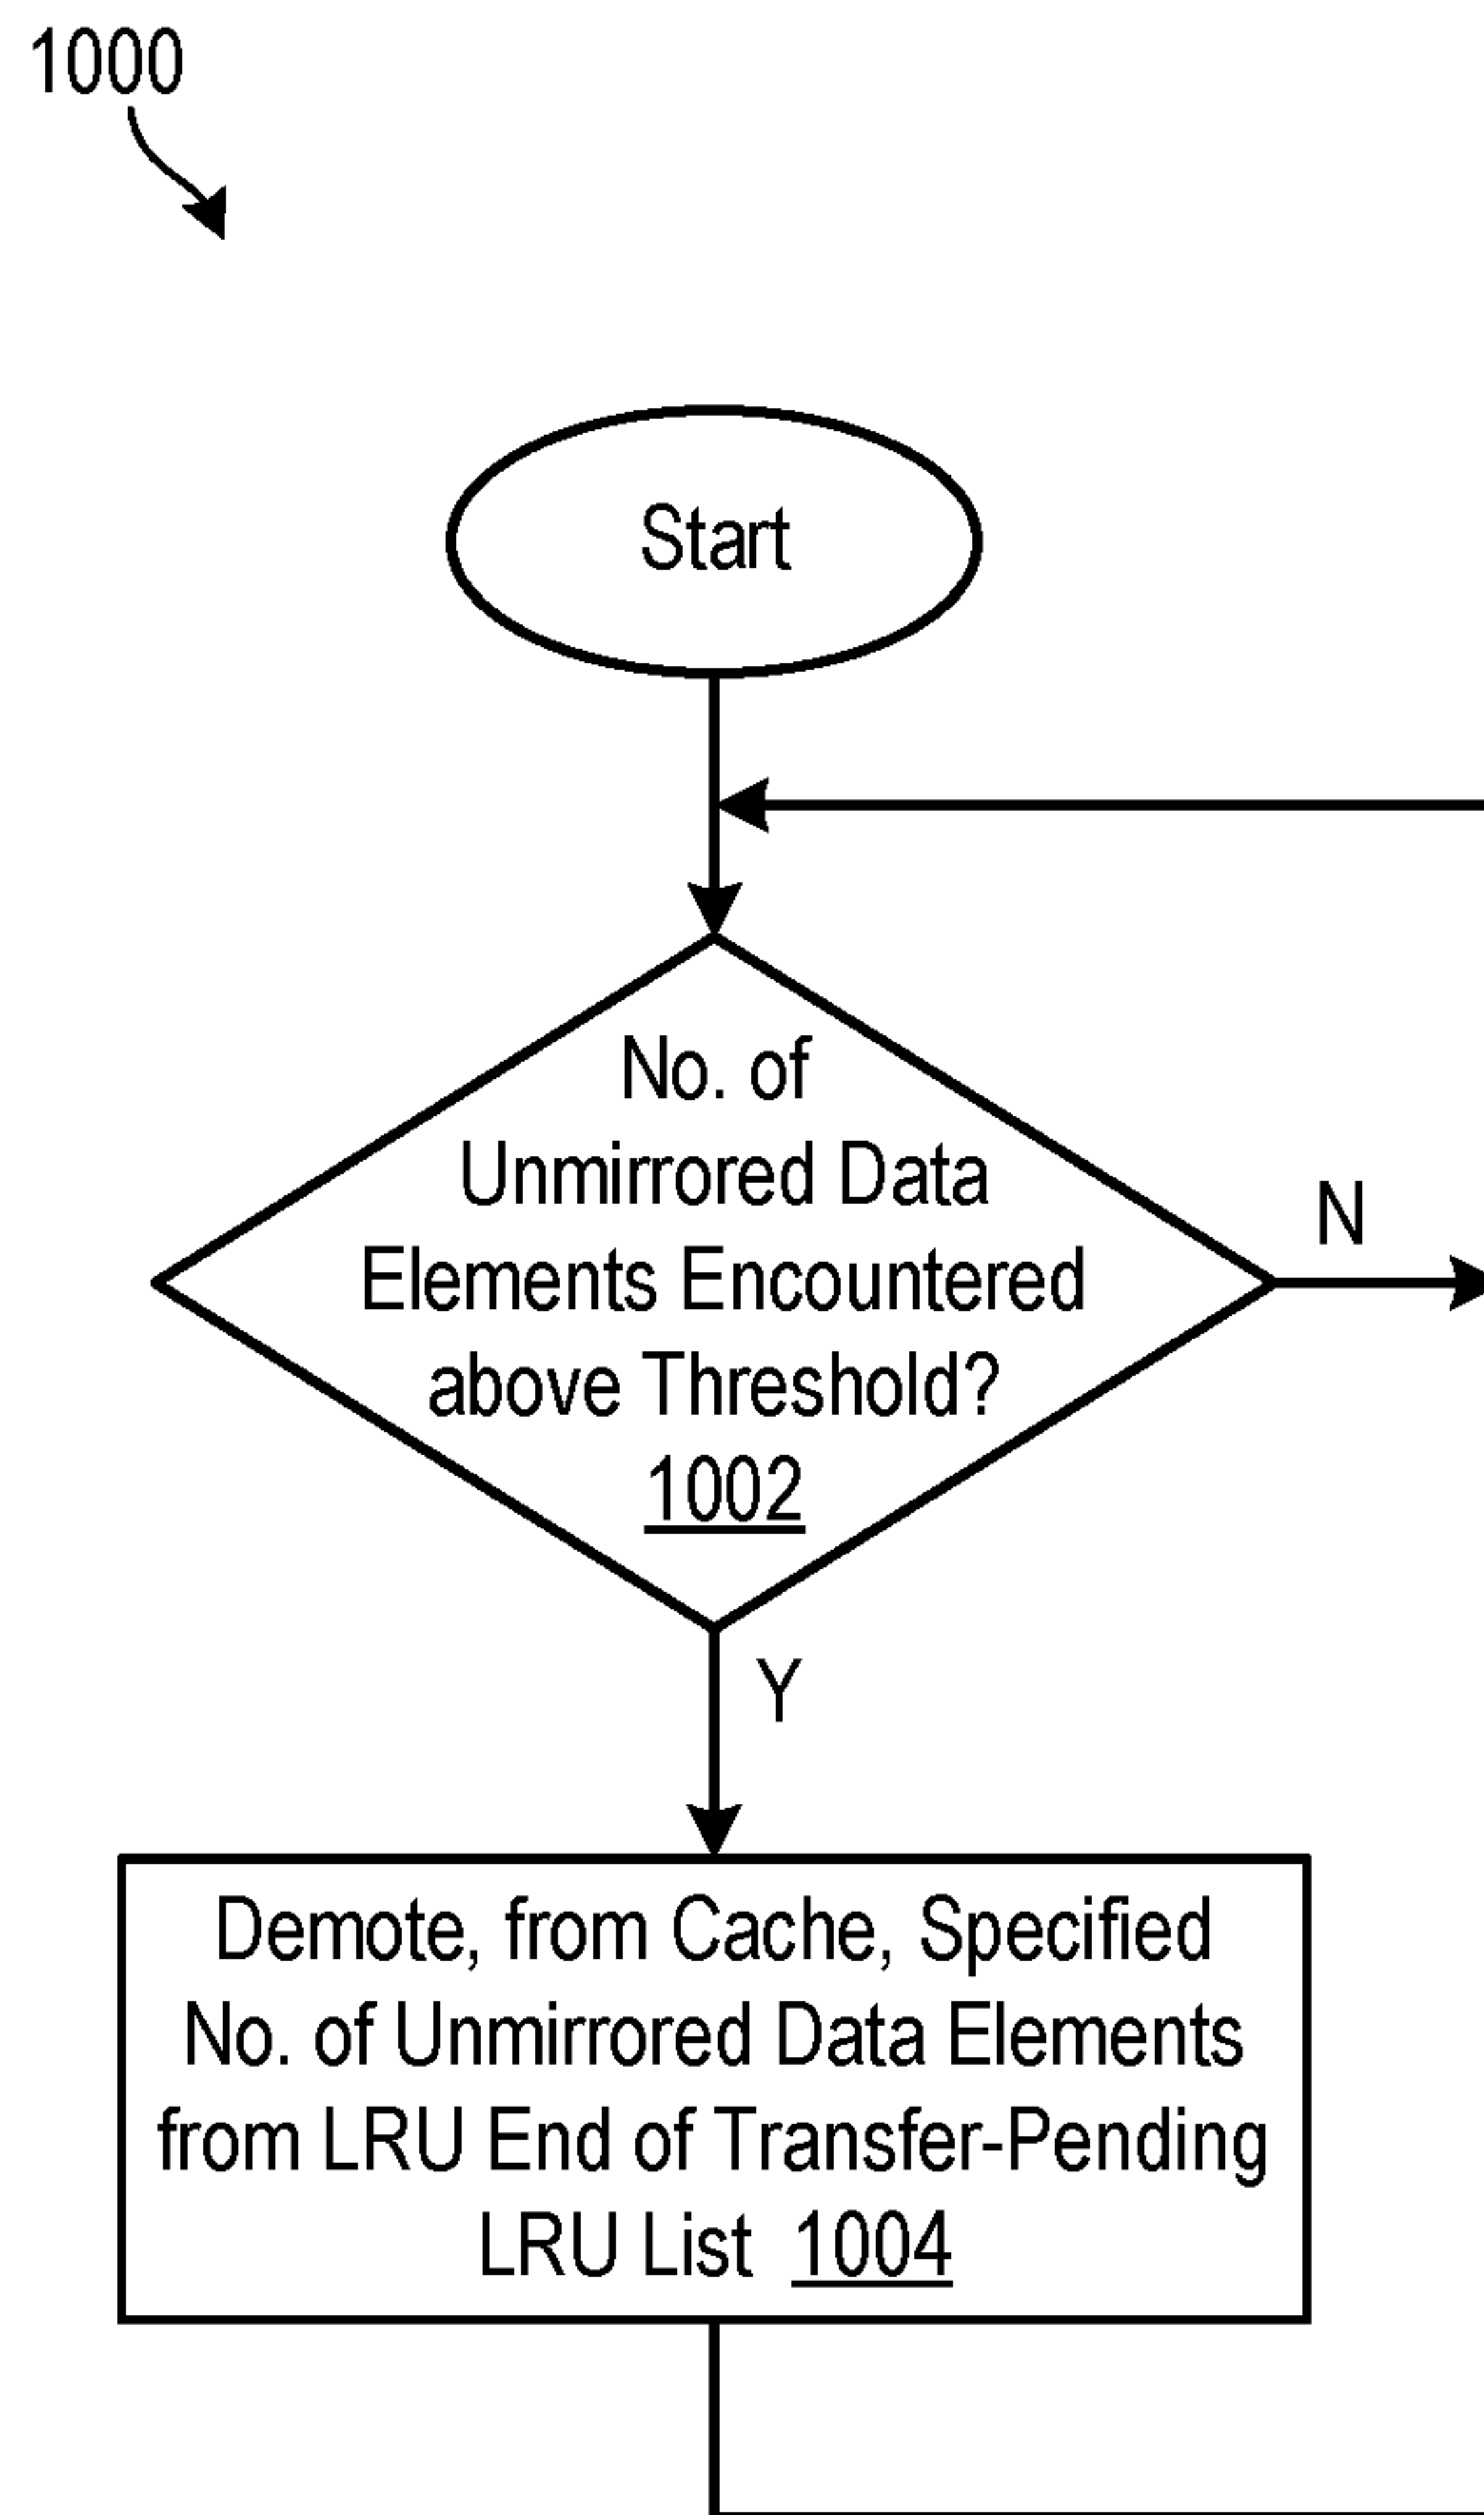 1000
Start
No. of
Unmirrored Data
Elements Encountered
above Threshold?
1002
N
Y
Demote, from Cache, Specified
No. of Unmirrored Data Elements
from LRU End of Transfer-Pending
LRU List 1004